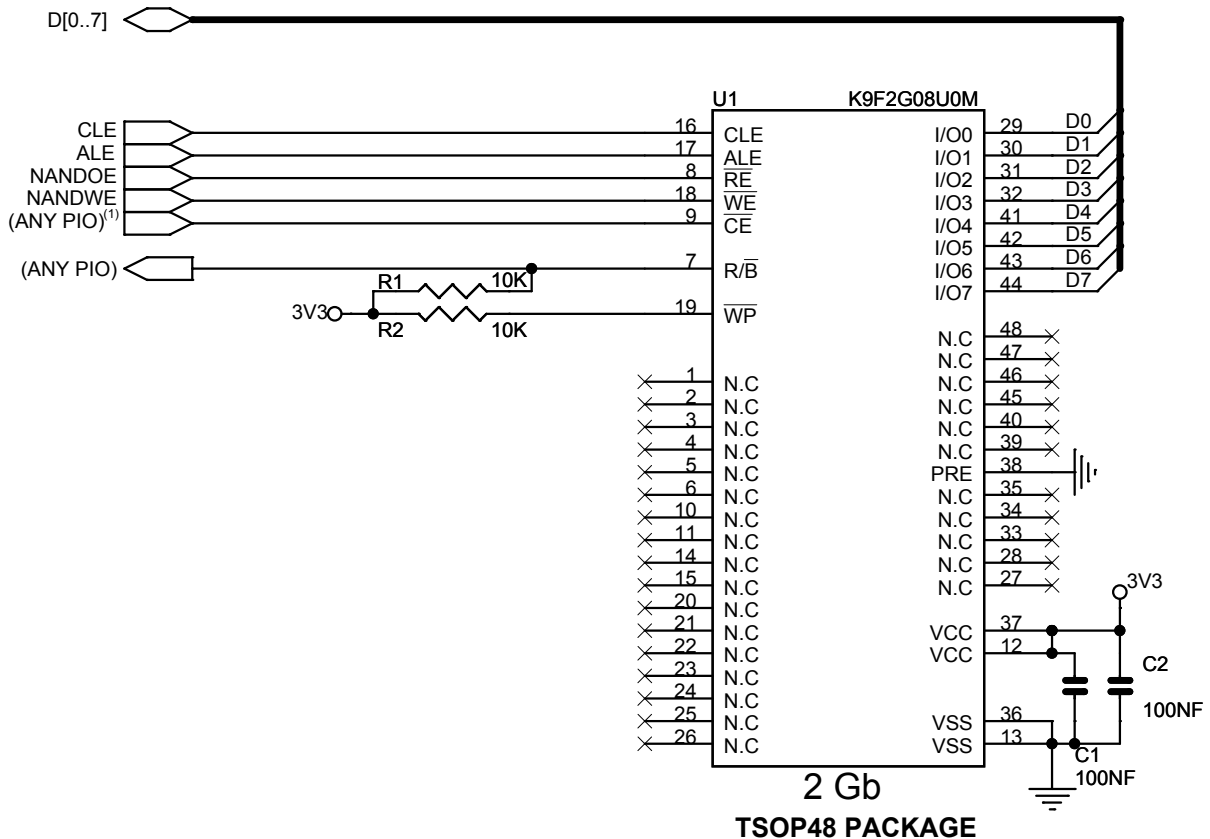 D[0..7]
U1 K9F2G08U0M
CLE 16 CLE I/O0 29 D0
ALE 17 ALE I/O1 30 D1
NANDOE 8 RE I/O2 31 D2
NANDWE 18 WE I/O3 32 D3
(ANY PIO)(1) 9 CE I/O4 41 D4
I/O5 42 D5
(ANY PIO) 7 R/B I/O6 43 D6
R1 10K I/O7 44 D7
3V3 19 WP
R2 10K
N.C 48
N.C 47
1 N.C N.C 46
2 N.C N.C 45
3 N.C N.C 40
4 N.C N.C 39
5 N.C PRE 38
6 N.C N.C 35
10 N.C N.C 34
11 N.C N.C 33
14 N.C N.C 28
15 N.C N.C 27
20 N.C 3V3
21 N.C VCC 37
22 N.C VCC 12
23 N.C C2
24 N.C 100NF
25 N.C VSS 36
26 N.C VSS 13
C1
100NF
2 Gb
TSOP48 PACKAGE